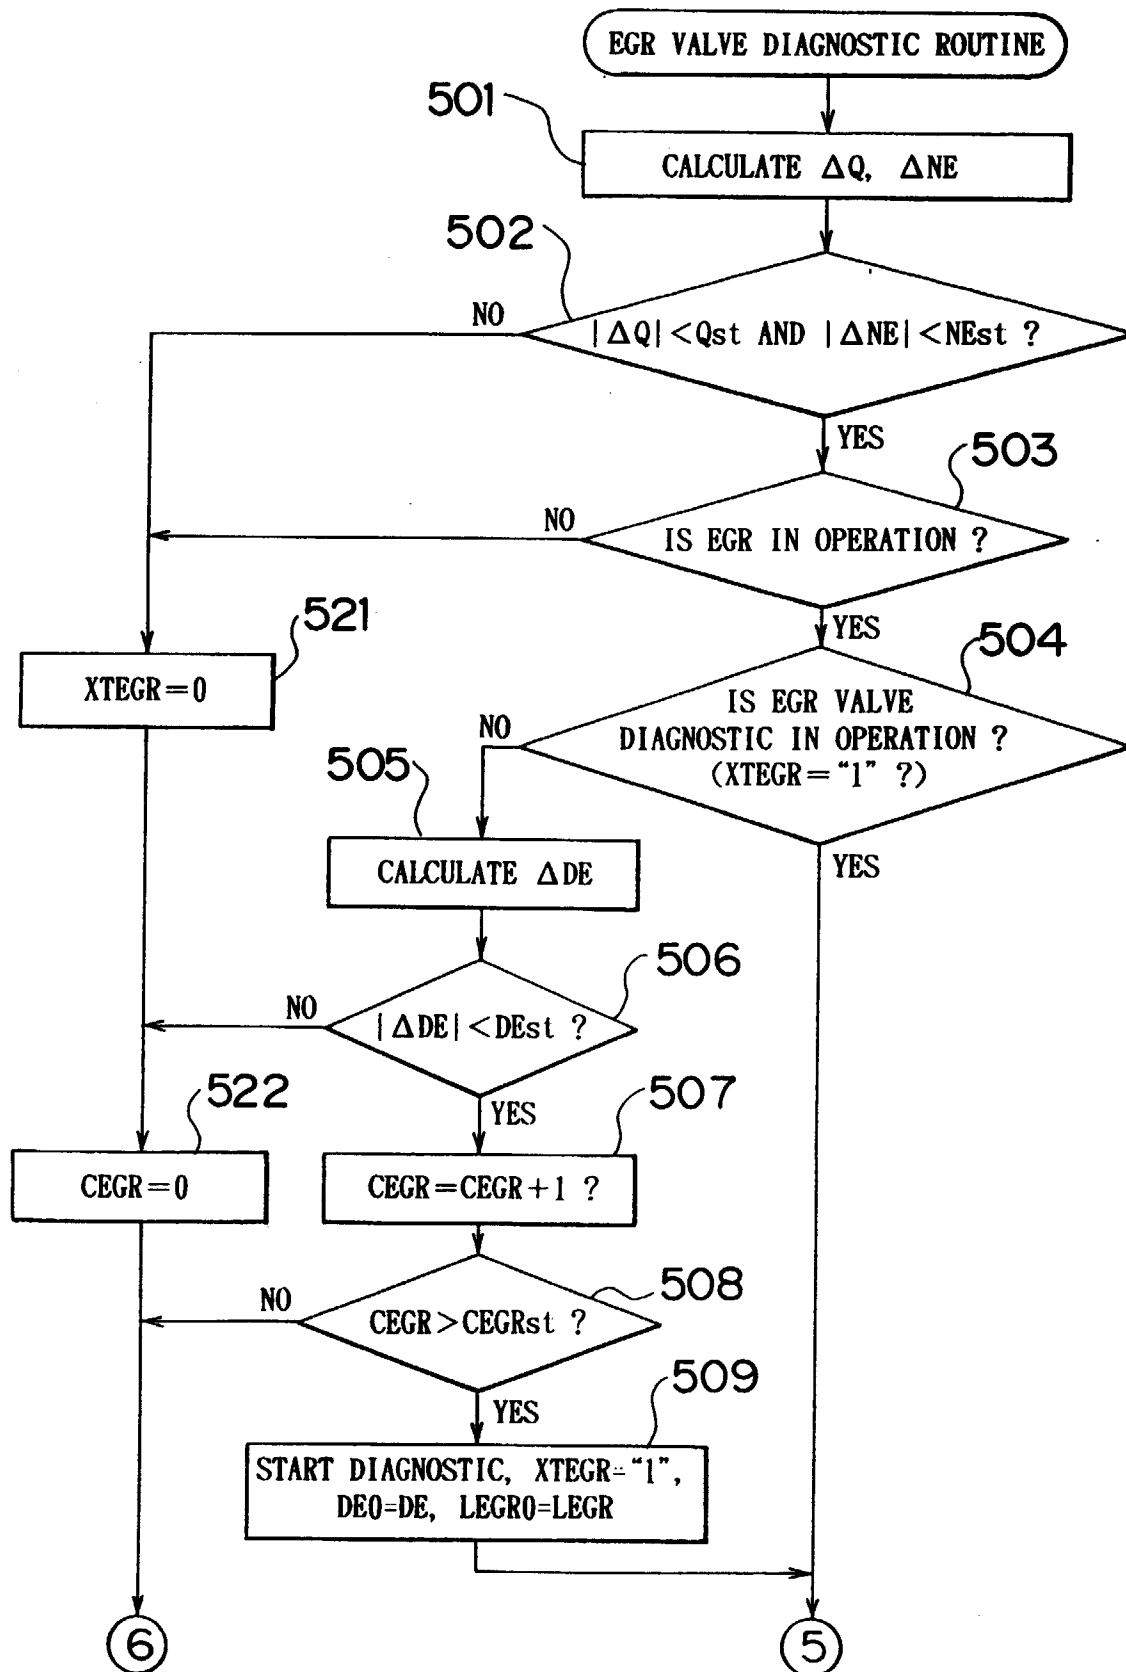 EGR VALVE DIAGNOSTIC ROUTINE
501
CALCULATE ΔQ, ΔNE
502
NO
|ΔQ|<Qst AND |ΔNE|<NEst ?
YES
503
NO
IS EGR IN OPERATION ?
YES
521
504
XTEGR=0
IS EGR VALVE
DIAGNOSTIC IN OPERATION ?
(XTEGR="1" ?)
NO
505
YES
CALCULATE ΔDE
506
NO
|ΔDE|<DEst ?
522
YES
507
CEGR=0
CEGR=CEGR+1 ?
508
NO
CEGR>CEGRst ?
509
YES
START DIAGNOSTIC, XTEGR="1",
DE0=DE, LEGR0=LEGR
6
5